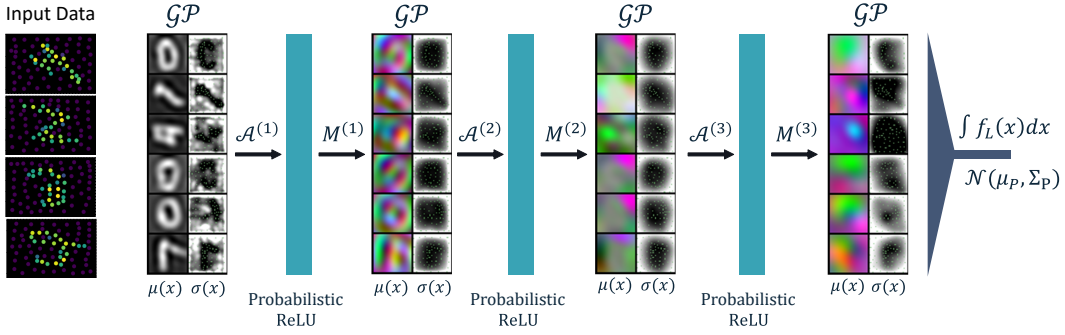 Input Data
𝒢𝒫
𝒢𝒫
𝒢𝒫
𝒢𝒫
𝒜⁽¹⁾
M⁽¹⁾
𝒜⁽²⁾
M⁽²⁾
𝒜⁽³⁾
M⁽³⁾
∫ f_L(x)dx
𝒩(μ_P, Σ_P)
μ(x) σ(x)
μ(x) σ(x)
μ(x) σ(x)
μ(x) σ(x)
Probabilistic
ReLU
Probabilistic
ReLU
Probabilistic
ReLU